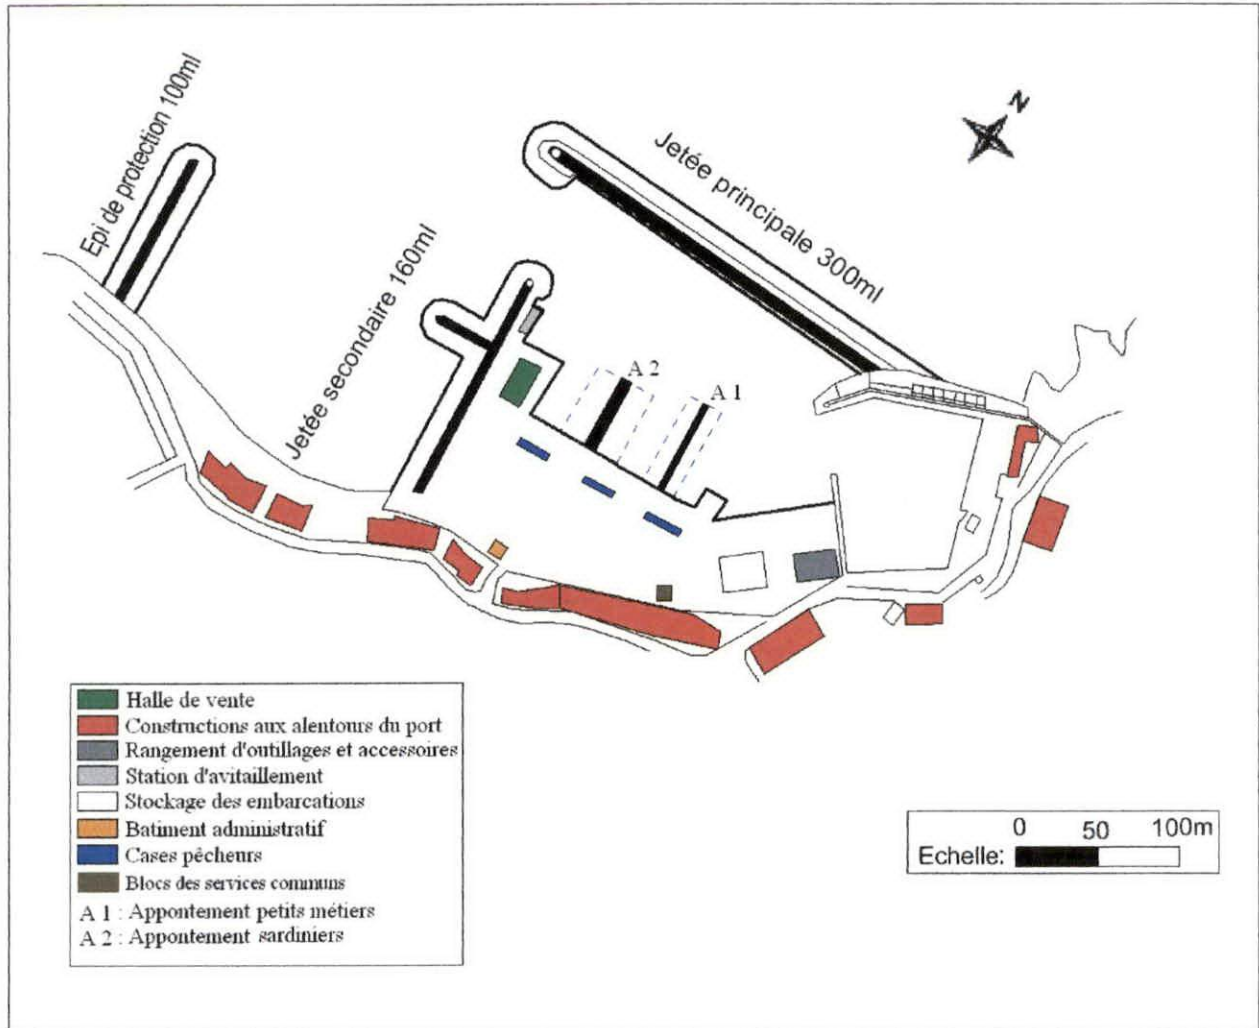 N
Epi de protection 100ml
Jetée principale 300ml
Jetée secondaire 160ml
A 2
A 1
Halle de vente
Constructions aux alentours du port
Rangement d'outillages et accessoires
Station d'avitaillement
Stockage des embarcations
Batiment administratif
Cases pêcheurs
Blocs des services communs
A 1 : Appontement petits métiers
A 2 : Appontement sardiniers
0 50 100m
Echelle: